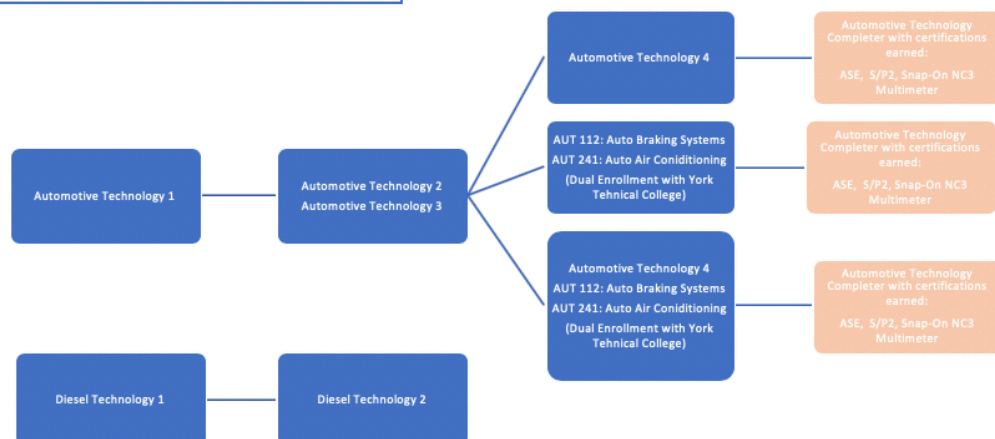 Automotive Technology 1
Automotive Technology 2
Automotive Technology 3
Automotive Technology 4
Automotive Technology
Completer with certifications
earned:
ASE, S/P2, Snap-On NC3
Multimeter
AUT 112: Auto Braking Systems
AUT 241: Auto Air Coniditioning
(Dual Enrollment with York
Tehnical College)
Automotive Technology
Completer with certifications
earned:
ASE, S/P2, Snap-On NC3
Multimeter
Automotive Technology 4
AUT 112: Auto Braking Systems
AUT 241: Auto Air Coniditioning
(Dual Enrollment with York
Tehnical College)
Automotive Technology
Completer with certifications
earned:
ASE, S/P2, Snap-On NC3
Multimeter
Diesel Technology 1
Diesel Technology 2